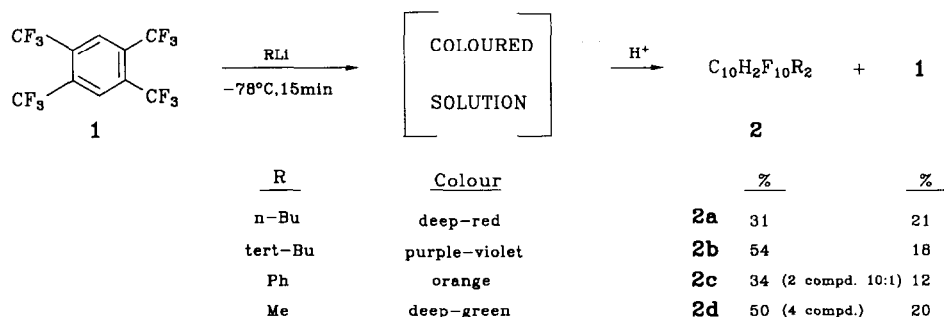 CF₃ CF₃
CF₃ CF₃
1
RLi
−78°C,15min
COLOURED
SOLUTION
H⁺
C₁₀H₂F₁₀R₂ + 1
2
R Colour % %
n−Bu deep−red 2a 31 21
tert−Bu purple−violet 2b 54 18
Ph orange 2c 34 (2 compd. 10:1) 12
Me deep−green 2d 50 (4 compd.) 20